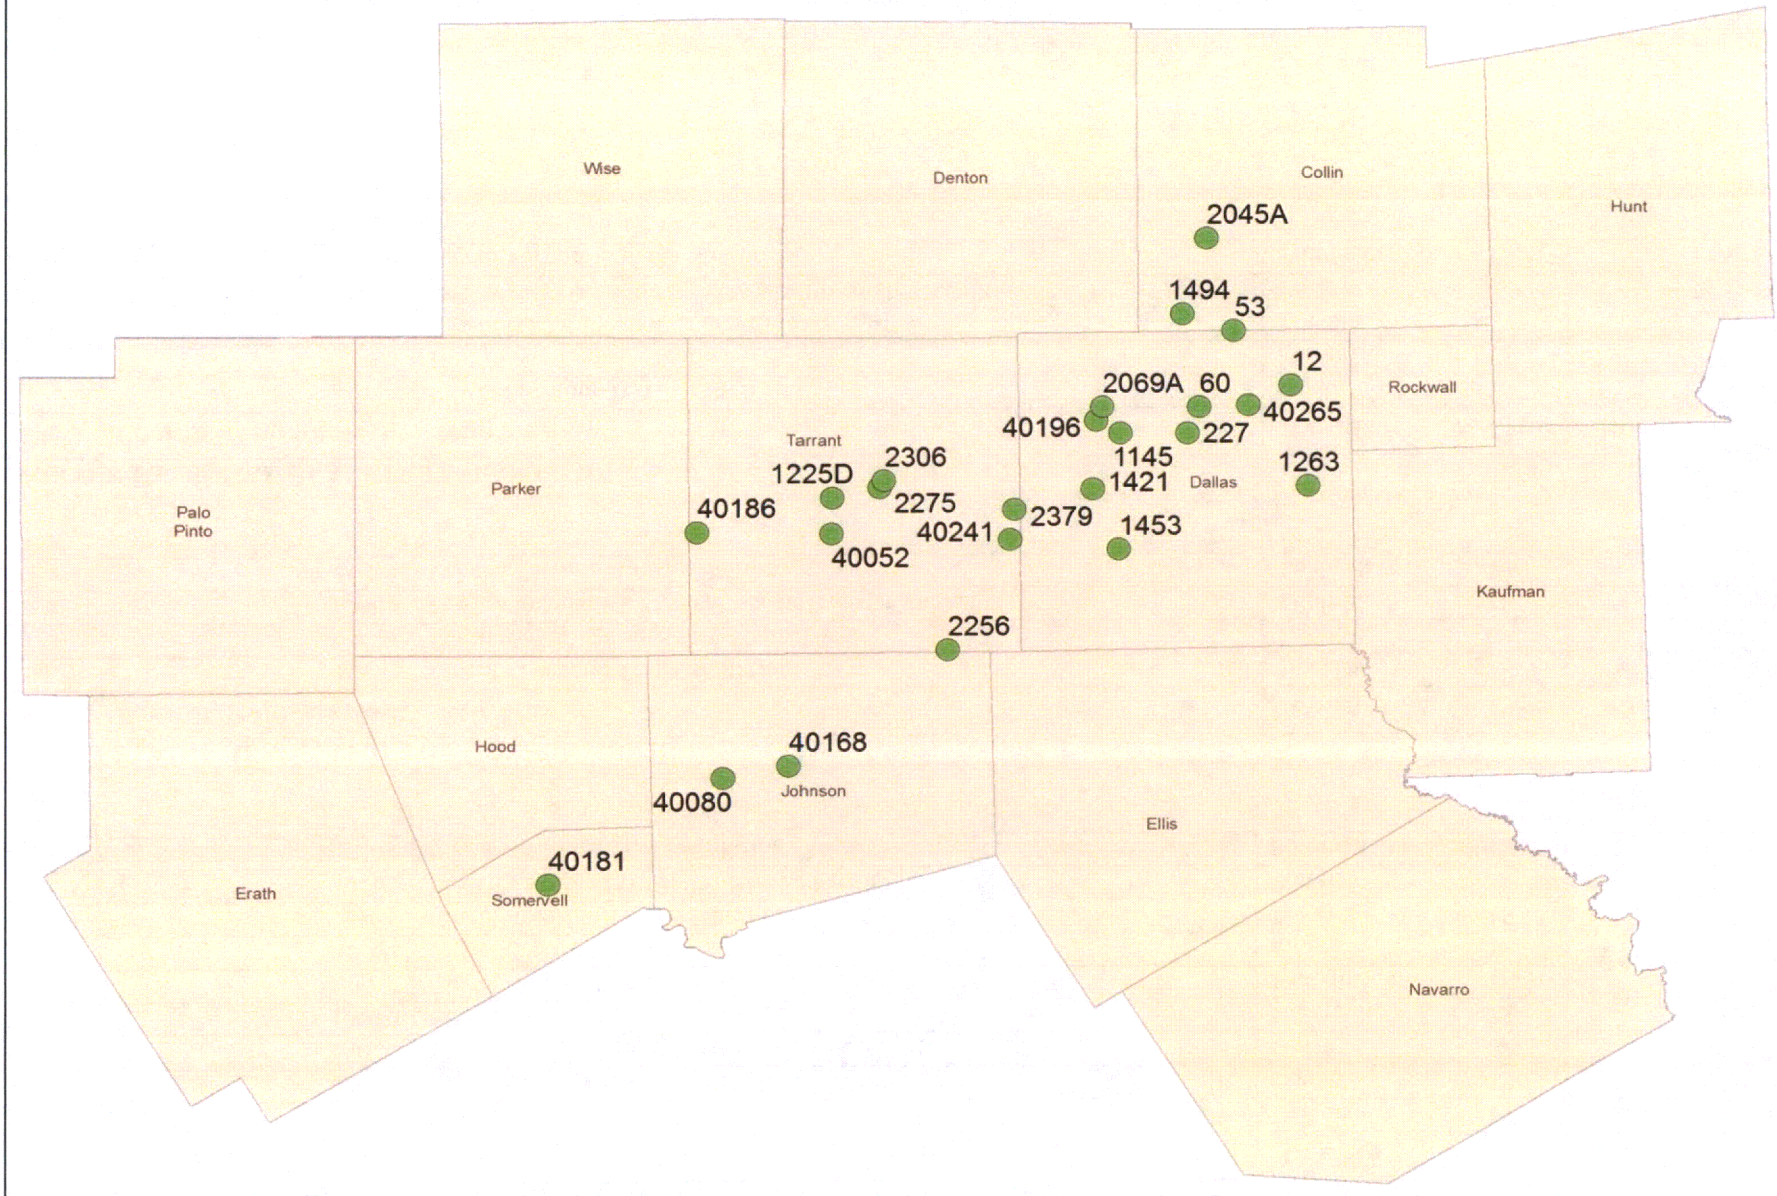 Wise
Denton
Collin
Hunt
2045A
1494
53
12
2069A
60
Rockwall
40265
40196
227
Tarrant
2306
1145
1263
1225D
1421
Dallas
Parker
2275
40186
2379
Palo
Pinto
40241
1453
40052
Kaufman
2256
Hood
40168
Johnson
40080
Ellis
40181
Erath
Somervell
Navarro